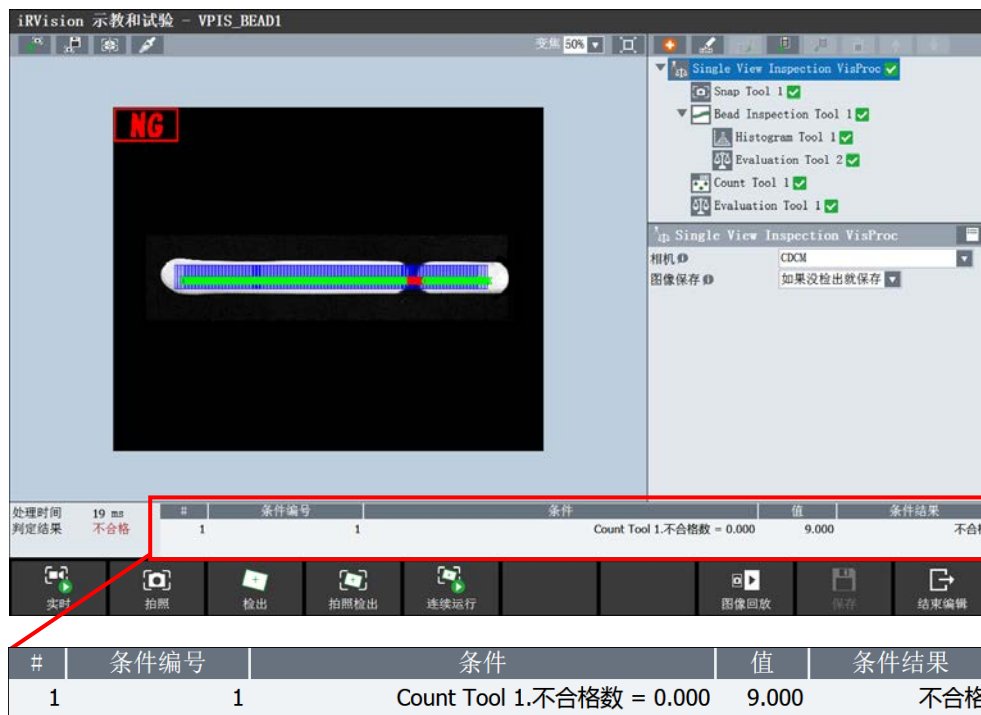 iRVision 示教和试验 - VPIS_BEAD1
变焦 50%
NG
Single View Inspection VisProc
Snap Tool 1
Bead Inspection Tool 1
Histogram Tool 1
Evaluation Tool 2
Count Tool 1
Evaluation Tool 1
Single View Inspection VisProc
相机 CDCM
图像保存 如果没检出就保存
处理时间 19 ms
判定结果 不合格
# 条件编号 条件 值 条件结果
1 1 Count Tool 1.不合格数 = 0.000 9.000 不合格
实时 拍照 检出 拍照检出 连续运行 图像回放 保存 结束编辑
# 条件编号 条件 值 条件结果
1 1 Count Tool 1.不合格数 = 0.000 9.000 不合格